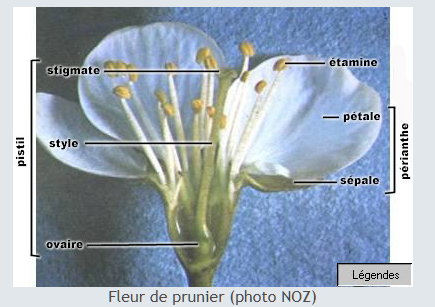 stigmate
étamine
pistil
pétale
style
périanthe
sépale
ovaire
Légendes
Fleur de prunier (photo NOZ)